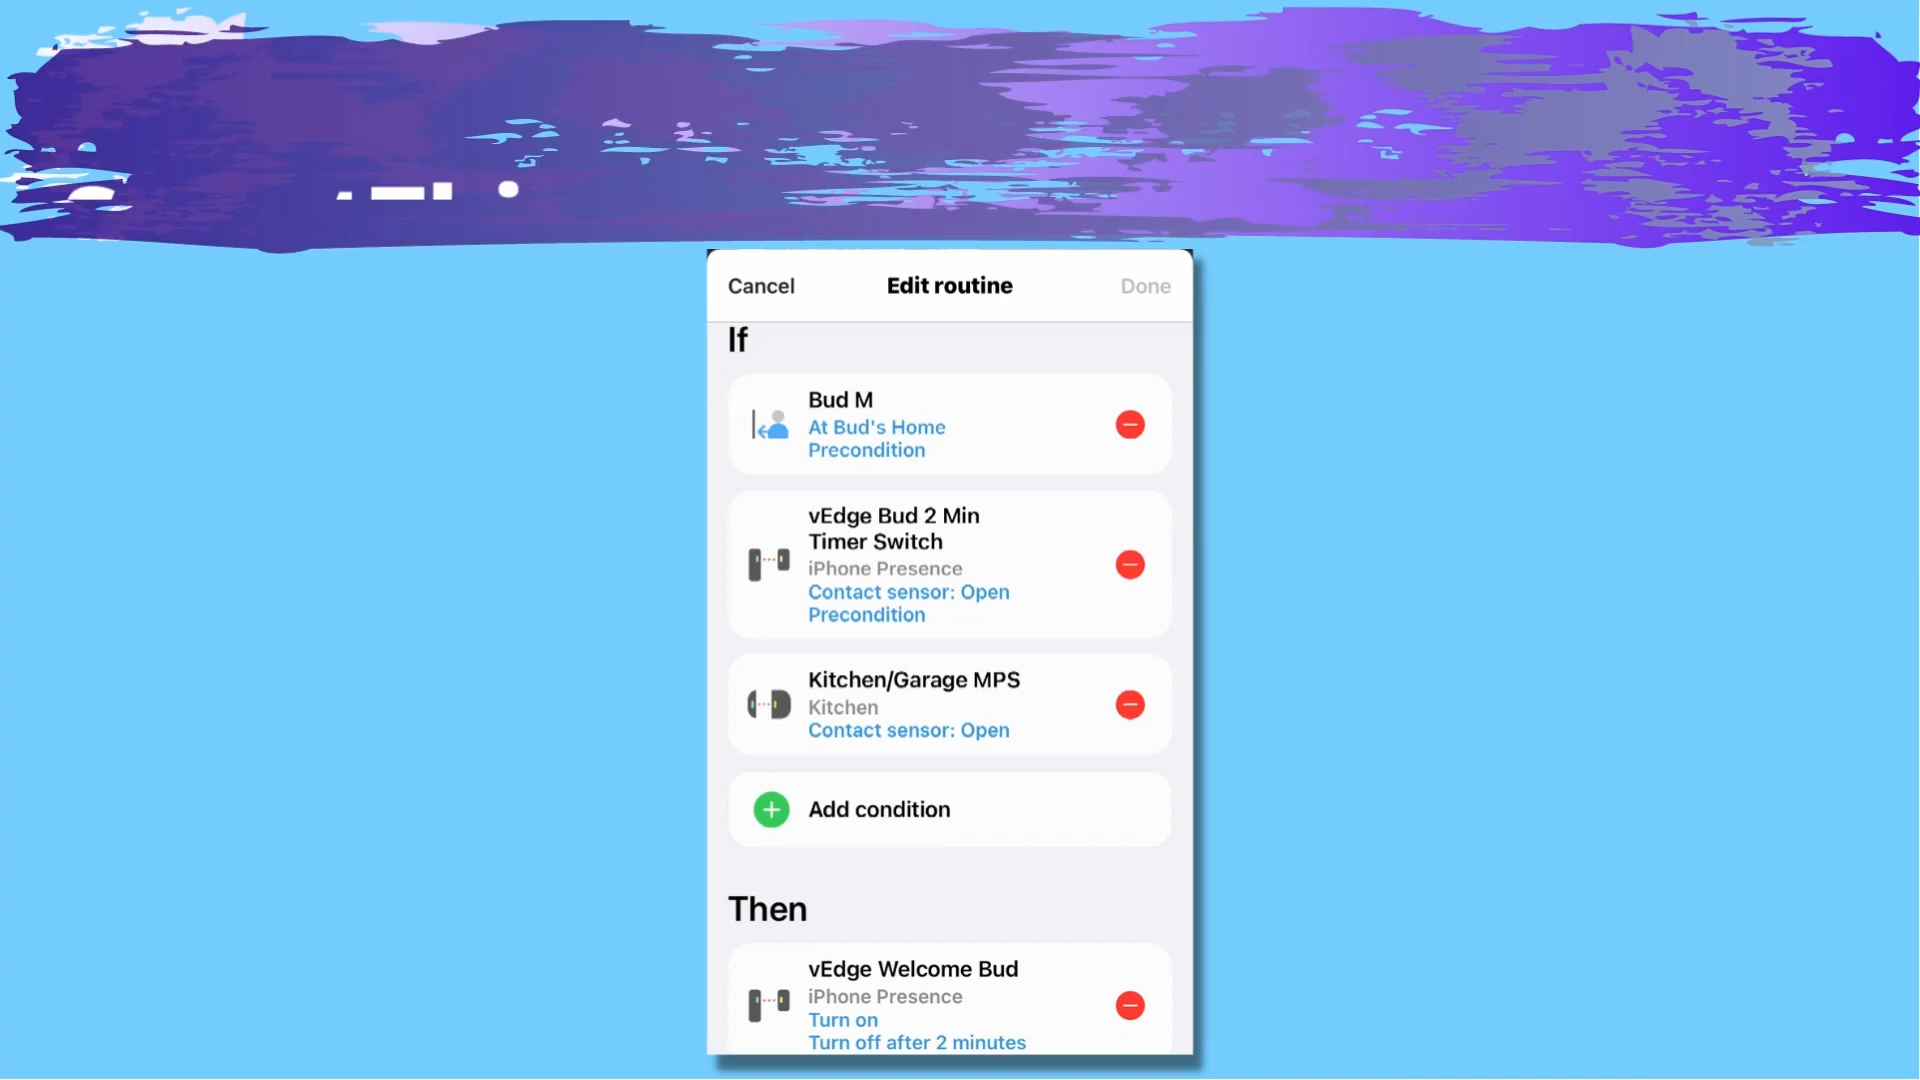 Cancel
Edit routine
Done
If
Bud M
At Bud's Home
Precondition
vEdge Bud 2 Min
Timer Switch
iPhone Presence
Contact sensor: Open
Precondition
Kitchen/Garage MPS
Kitchen
Contact sensor: Open
Add condition
Then
vEdge Welcome Bud
iPhone Presence
Turn on
Turn off after 2 minutes